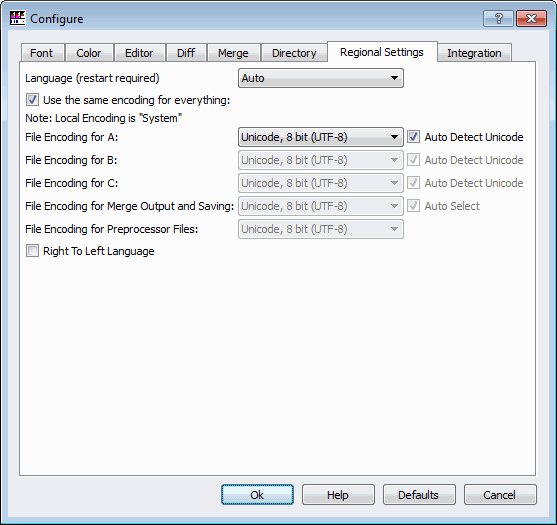 Configure
Font Color Editor Diff Merge Directory Regional Settings Integration
Language (restart required) Auto
Use the same encoding for everything:
Note: Local Encoding is "System"
File Encoding for A: Unicode, 8 bit (UTF-8) Auto Detect Unicode
File Encoding for B: Unicode, 8 bit (UTF-8) Auto Detect Unicode
File Encoding for C: Unicode, 8 bit (UTF-8) Auto Detect Unicode
File Encoding for Merge Output and Saving: Unicode, 8 bit (UTF-8) Auto Select
File Encoding for Preprocessor Files: Unicode, 8 bit (UTF-8)
Right To Left Language
Ok Help Defaults Cancel